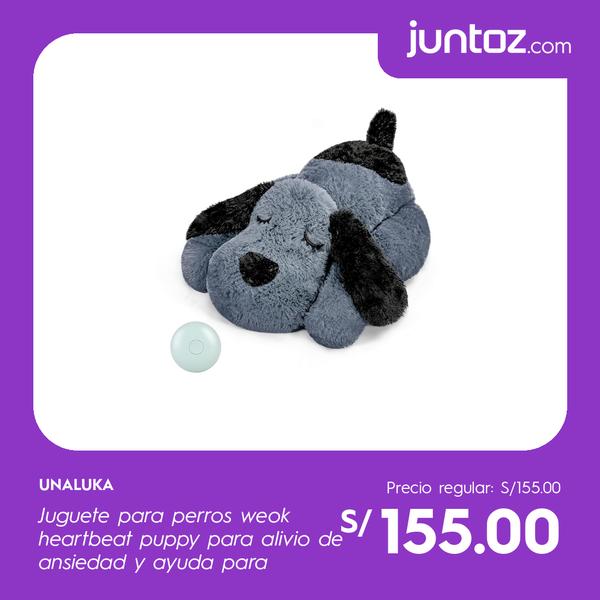 juntoz.com
UNALUKA
Juguete para perros weok
heartbeat puppy para alivio de
ansiedad y ayuda para
Precio regular: S/155.00
S/155.00